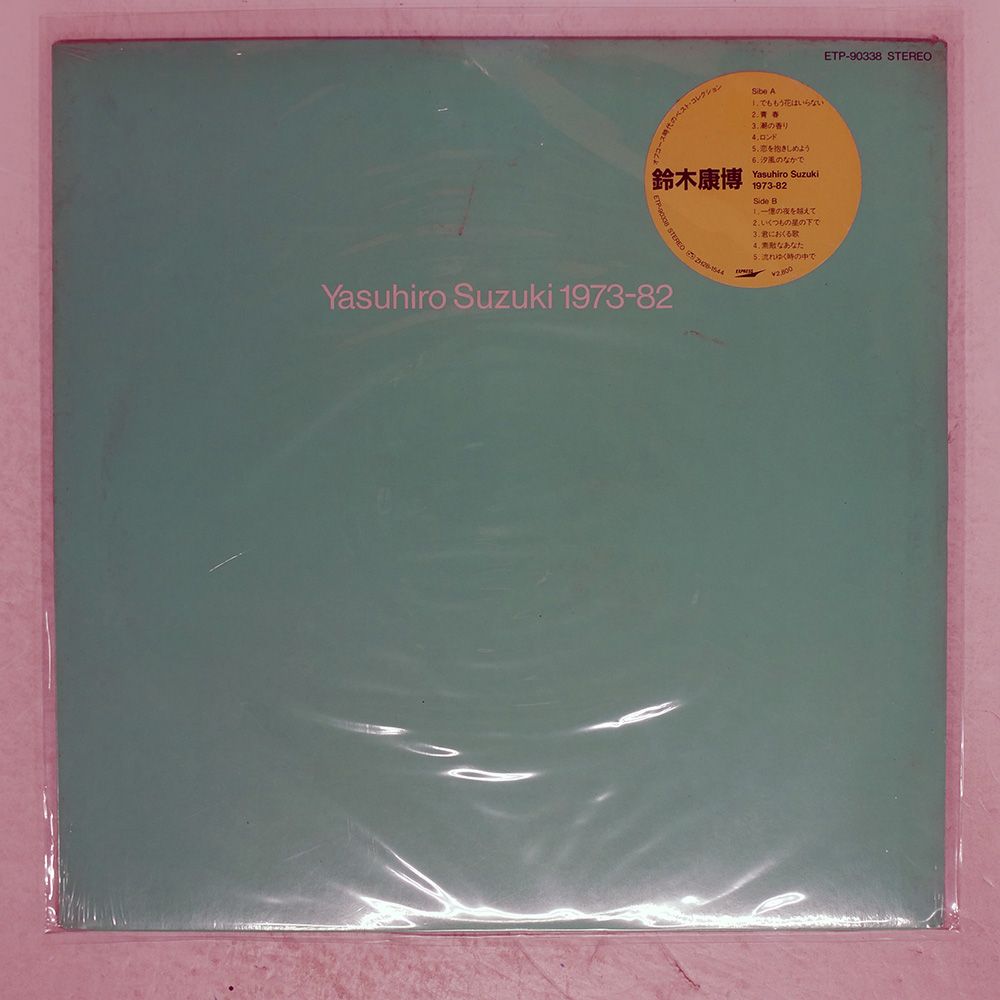 ETP-90338 STEREO
オフコース時代のベスト・コレクション
Sibe A
1. でももう花はいらない
2. 青春
3. 潮の香り
4. ロンド
5. 恋を抱きしめよう
6. 汐風のなかで
鈴木康博
Yasuhiro Suzuki
1973-82
Side B
1. 一億の夜を越えて
2. いくつもの星の下で
3. 君におくる歌
4. 素敵なあなた
5. 流れゆく時の中で
ETP-90338 STEREO
ZH28-1544
EXPRESS
¥2,800
Yasuhiro Suzuki 1973-82